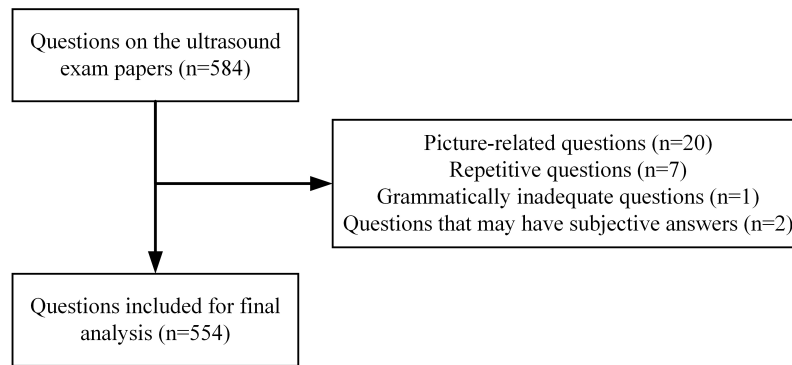 Questions on the ultrasound
exam papers (n=584)
Picture-related questions (n=20)
Repetitive questions (n=7)
Grammatically inadequate questions (n=1)
Questions that may have subjective answers (n=2)
Questions included for final
analysis (n=554)